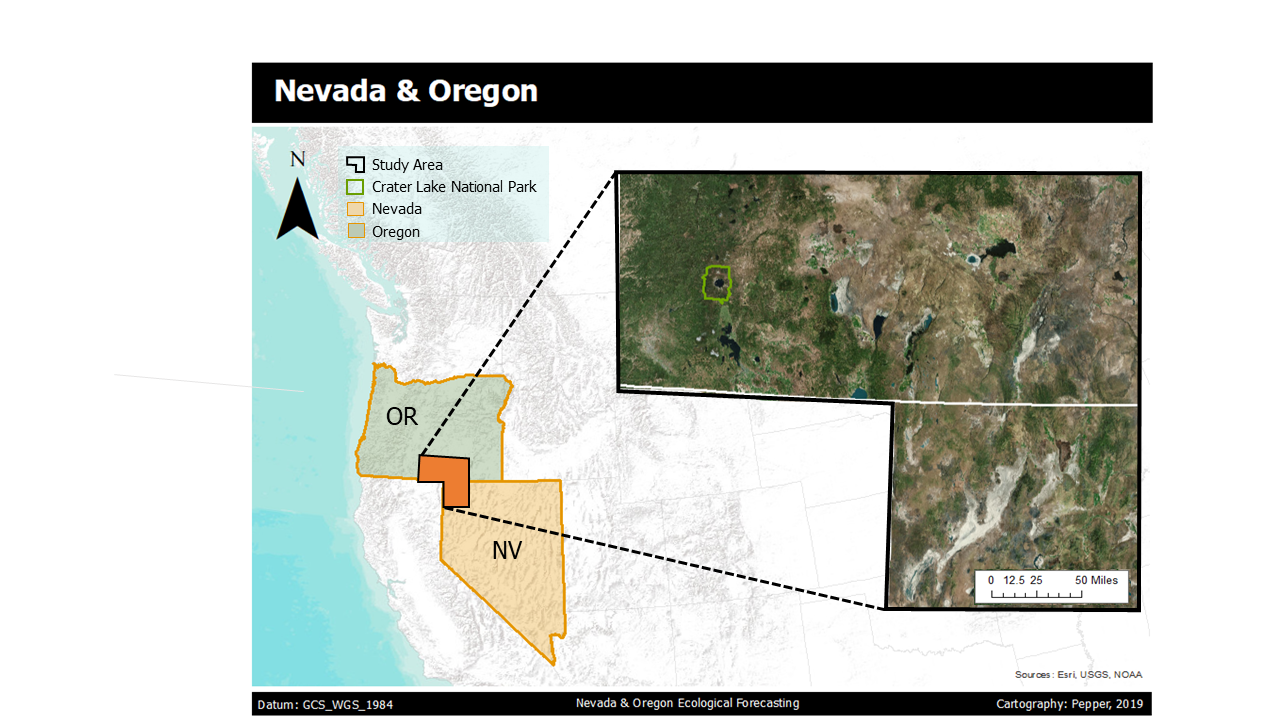 Nevada & Oregon
N
Study Area
Crater Lake National Park
Nevada
Oregon
OR
NV
0 12.5 25 50 Miles
Sources: Esri, USGS, NOAA
Datum: GCS_WGS_1984
Nevada & Oregon Ecological Forecasting
Cartography: Pepper, 2019